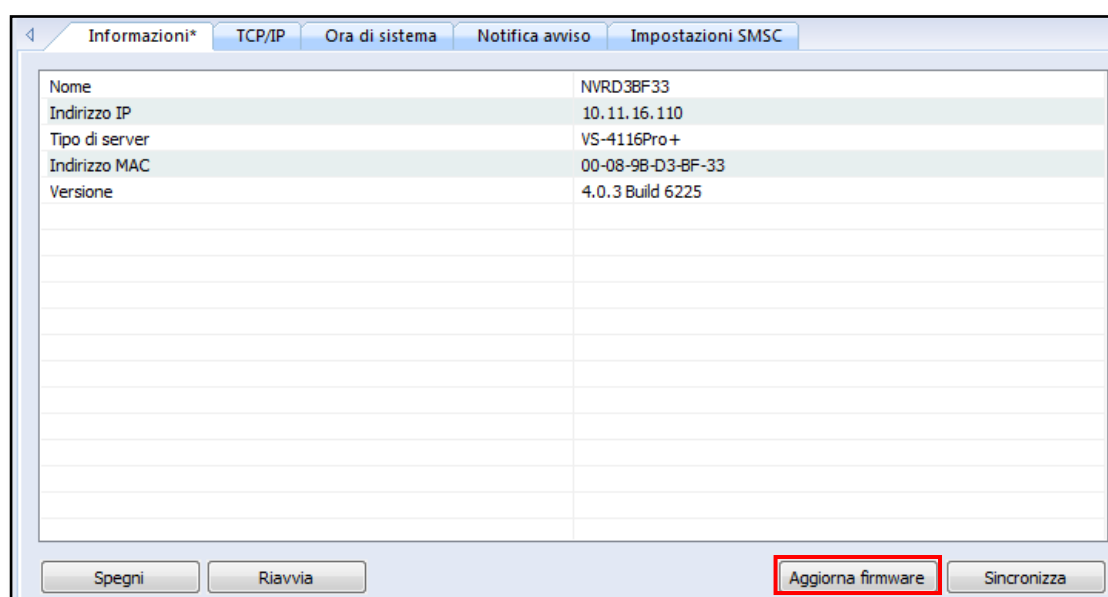 Informazioni* TCP/IP Ora di sistema Notifica avviso Impostazioni SMSC
Nome NVRD3BF33
Indirizzo IP 10.11.16.110
Tipo di server VS-4116Pro+
Indirizzo MAC 00-08-9B-D3-BF-33
Versione 4.0.3 Build 6225
Spegni Riavvia Aggiorna firmware Sincronizza